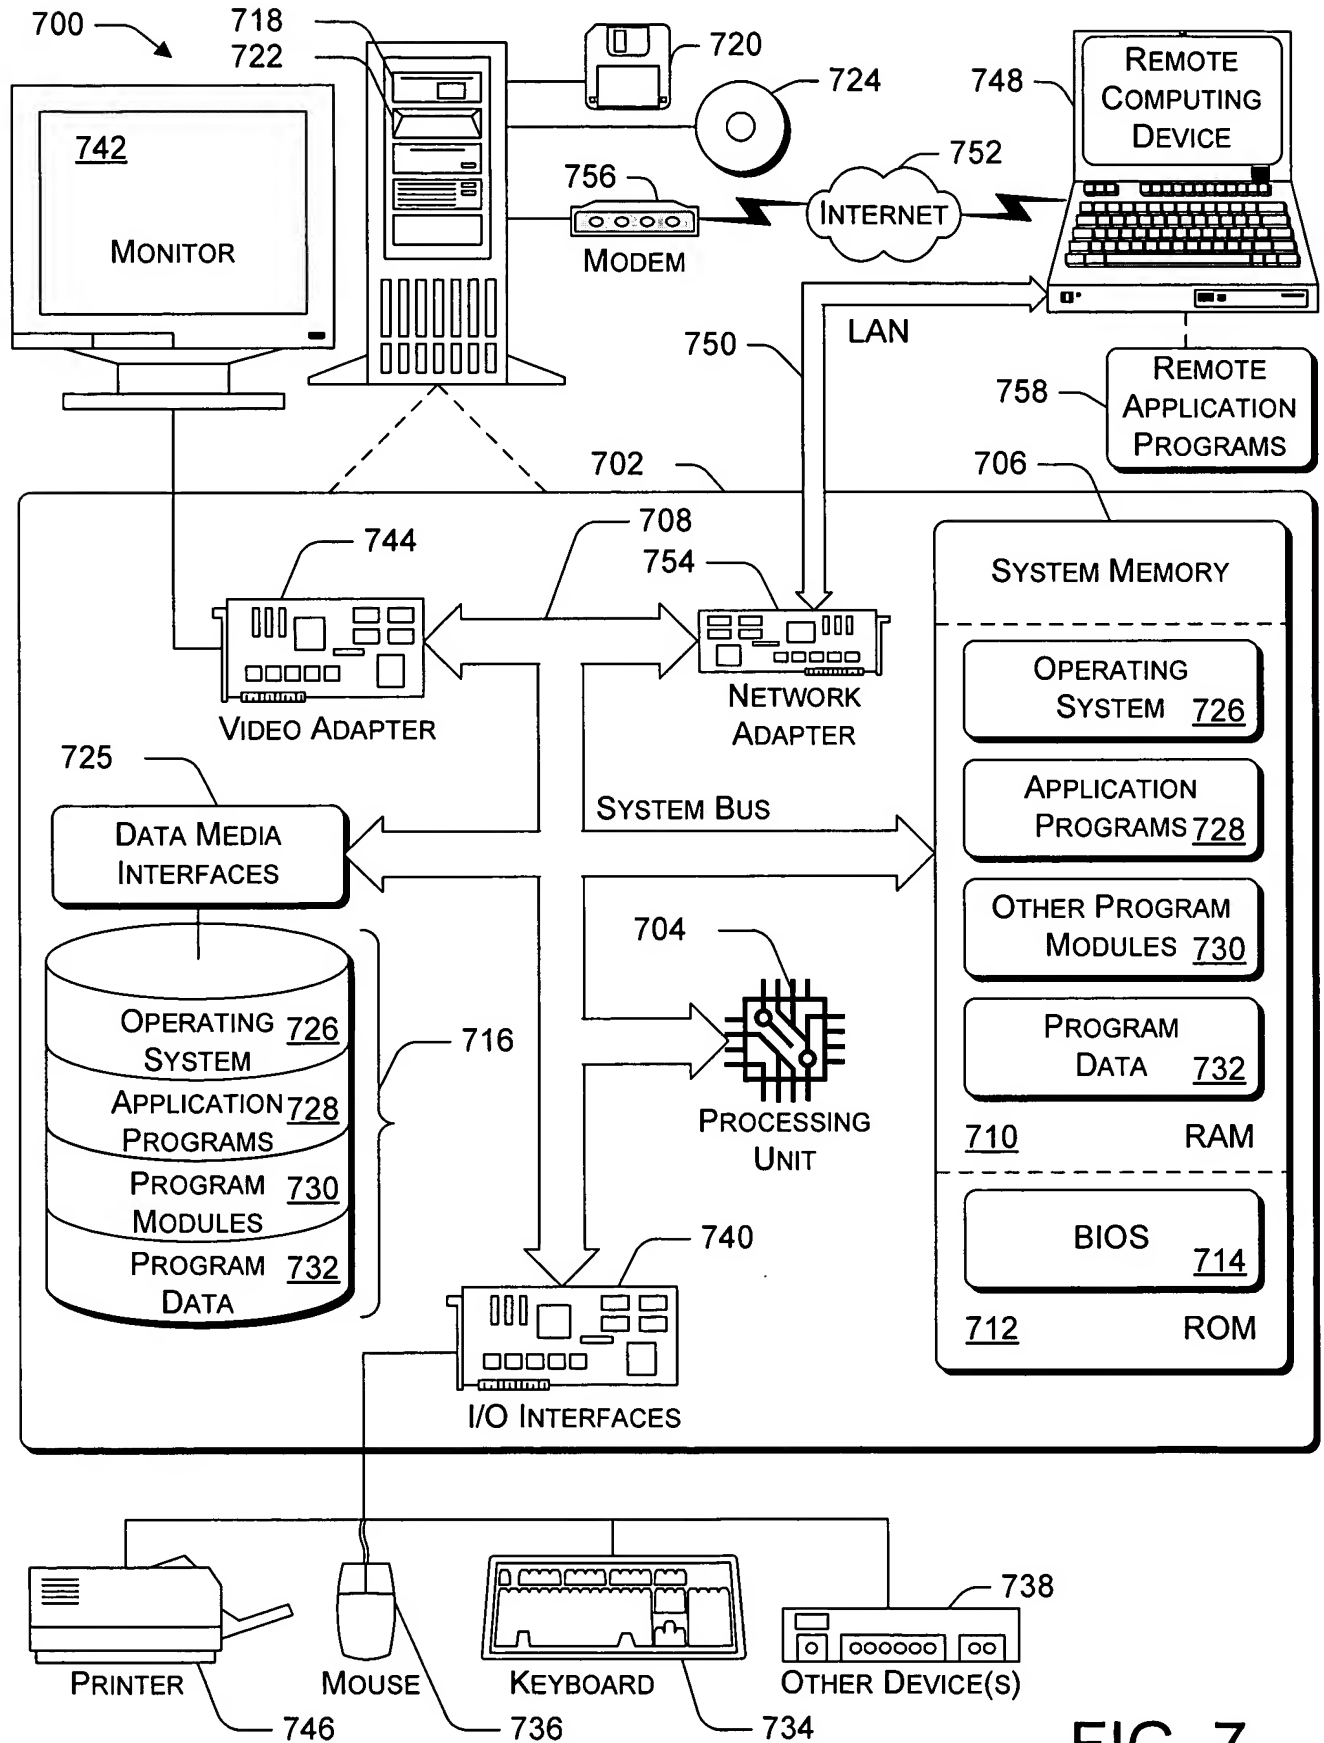 700
718
722
720
724
748
REMOTE
COMPUTING
DEVICE
742
MONITOR
756
MODEM
752
INTERNET
LAN
750
758
REMOTE
APPLICATION
PROGRAMS
702
706
708
744
754
SYSTEM MEMORY
VIDEO ADAPTER
NETWORK
ADAPTER
OPERATING
SYSTEM 726
725
DATA MEDIA
INTERFACES
SYSTEM BUS
APPLICATION
PROGRAMS 728
OTHER PROGRAM
MODULES 730
704
PROCESSING
UNIT
PROGRAM
DATA 732
710 RAM
OPERATING
SYSTEM 726
APPLICATION
PROGRAMS 728
PROGRAM
MODULES 730
PROGRAM
DATA 732
716
BIOS
714
712 ROM
740
I/O INTERFACES
738
PRINTER
MOUSE
KEYBOARD
OTHER DEVICE(S)
746
736
734
FIG. 7